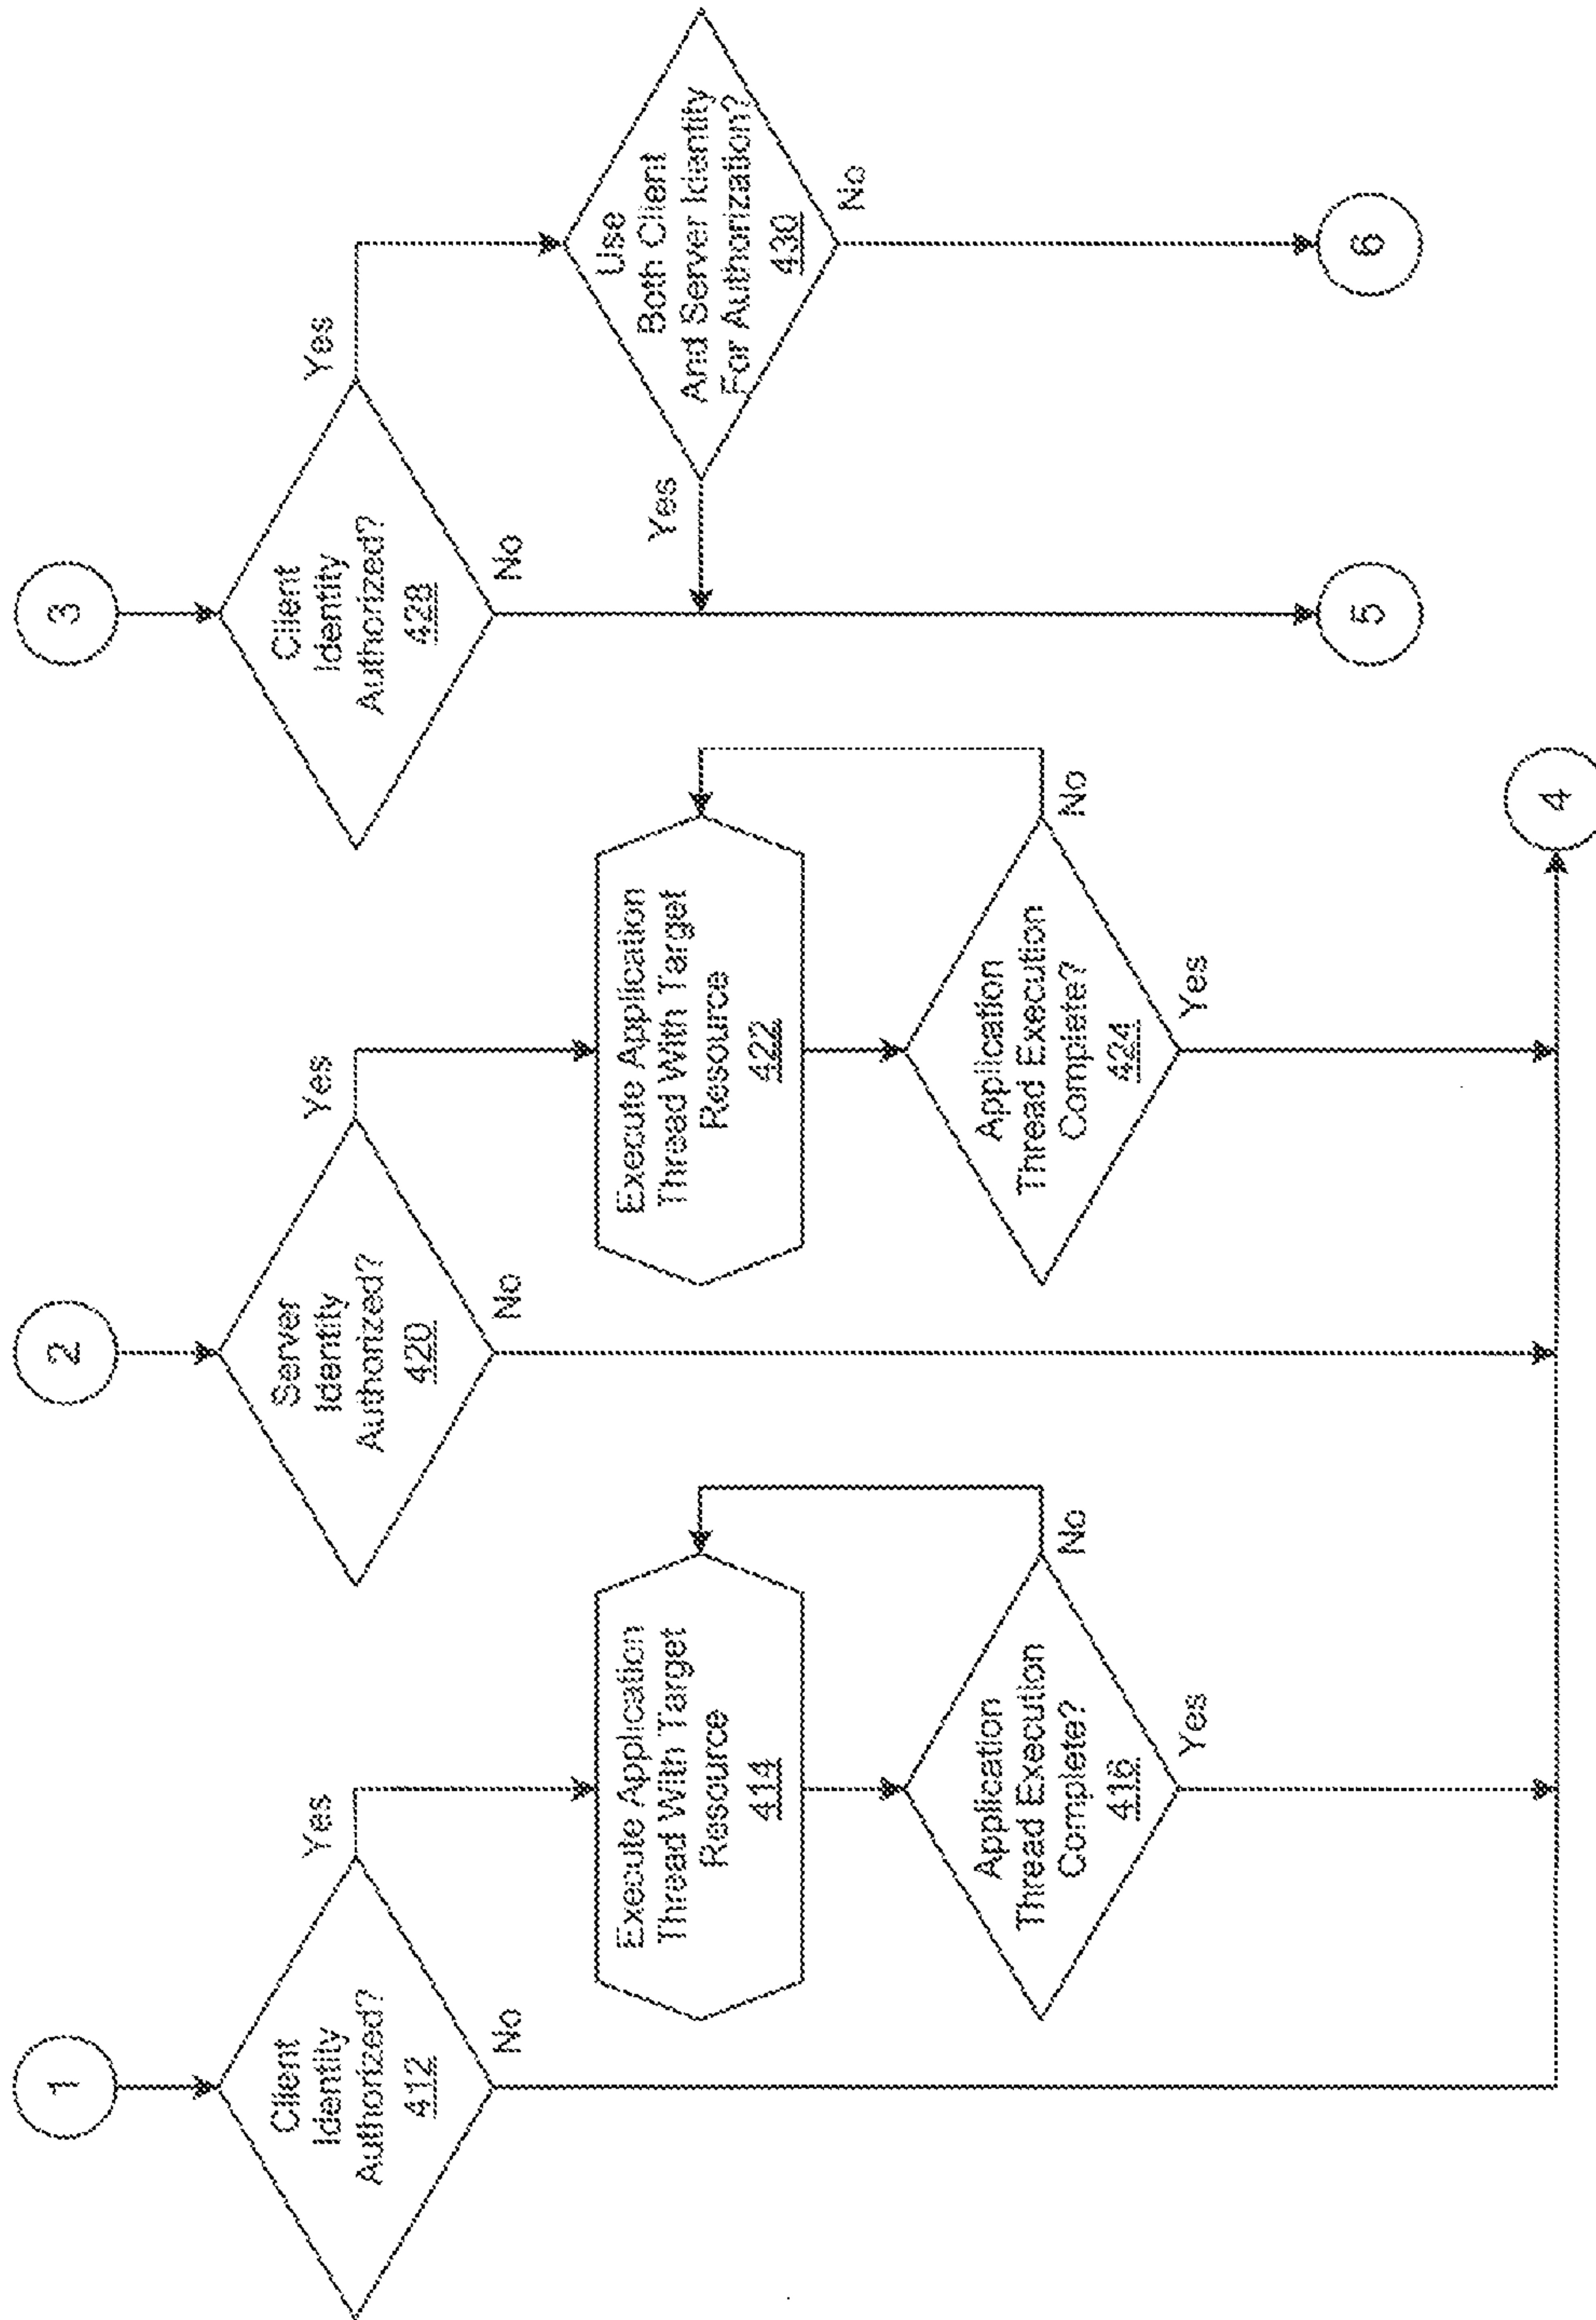 1
Client
Identity
Authorized?
412
Yes
No
Execute Application
Thread With Target
Resource
414
Application
Thread Execution
Complete?
416
No
Yes
2
Server
Identity
Authorized?
420
Yes
No
Execute Application
Thread With Target
Resource
422
Application
Thread Execution
Complete?
424
No
Yes
3
Client
Identity
Authorized?
428
Yes
No
Use
Both Client
And Server Identity
For Authorization?
430
Yes
No
4
5
6